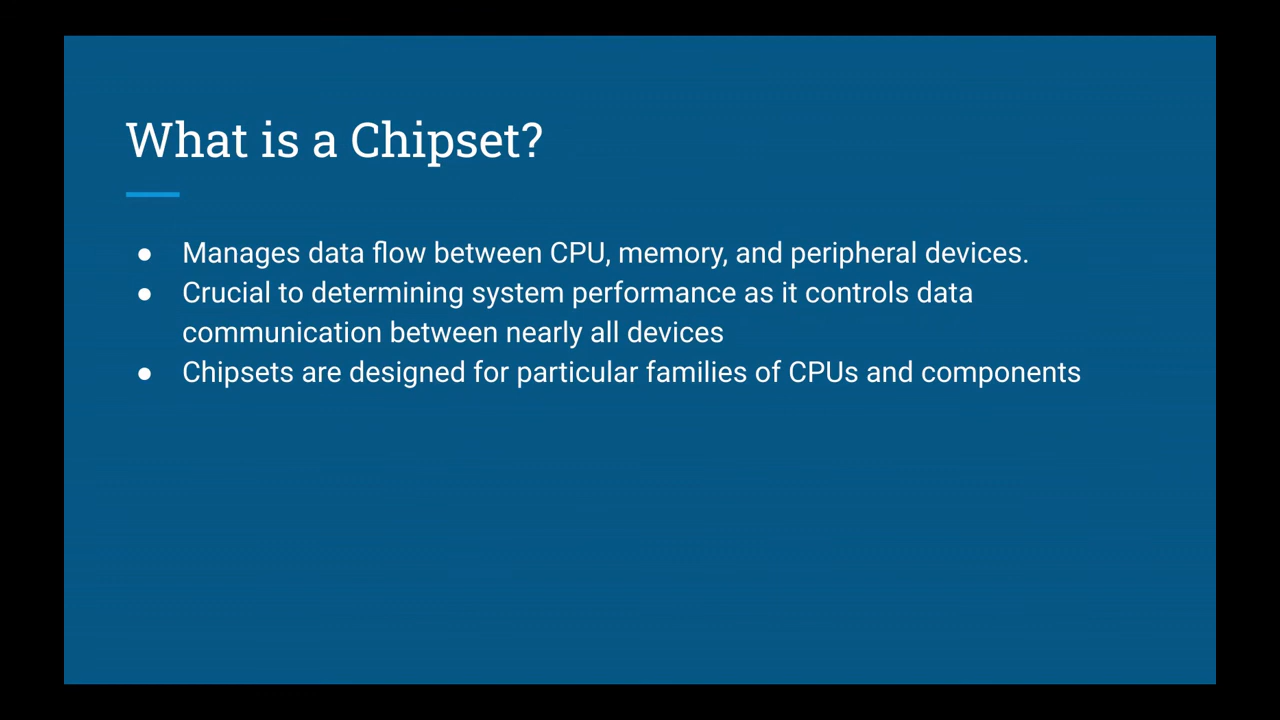 What is a Chipset?
● Manages data flow between CPU, memory, and peripheral devices.
● Crucial to determining system performance as it controls data
communication between nearly all devices
● Chipsets are designed for particular families of CPUs and components